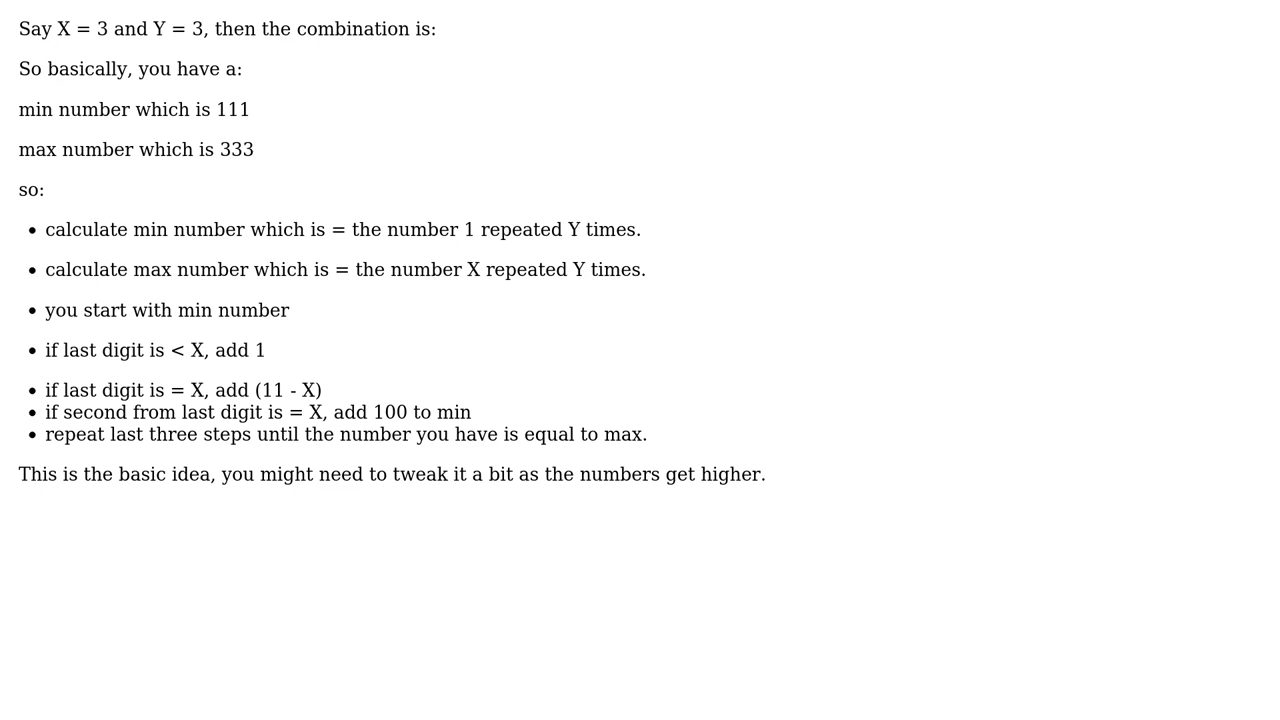 Say X = 3 and Y = 3, then the combination is:
So basically, you have a:
min number which is 111
max number which is 333
so:
• calculate min number which is = the number 1 repeated Y times.
• calculate max number which is = the number X repeated Y times.
• you start with min number
• if last digit is < X, add 1
• if last digit is = X, add (11 - X)
• if second from last digit is = X, add 100 to min
• repeat last three steps until the number you have is equal to max.
This is the basic idea, you might need to tweak it a bit as the numbers get higher.